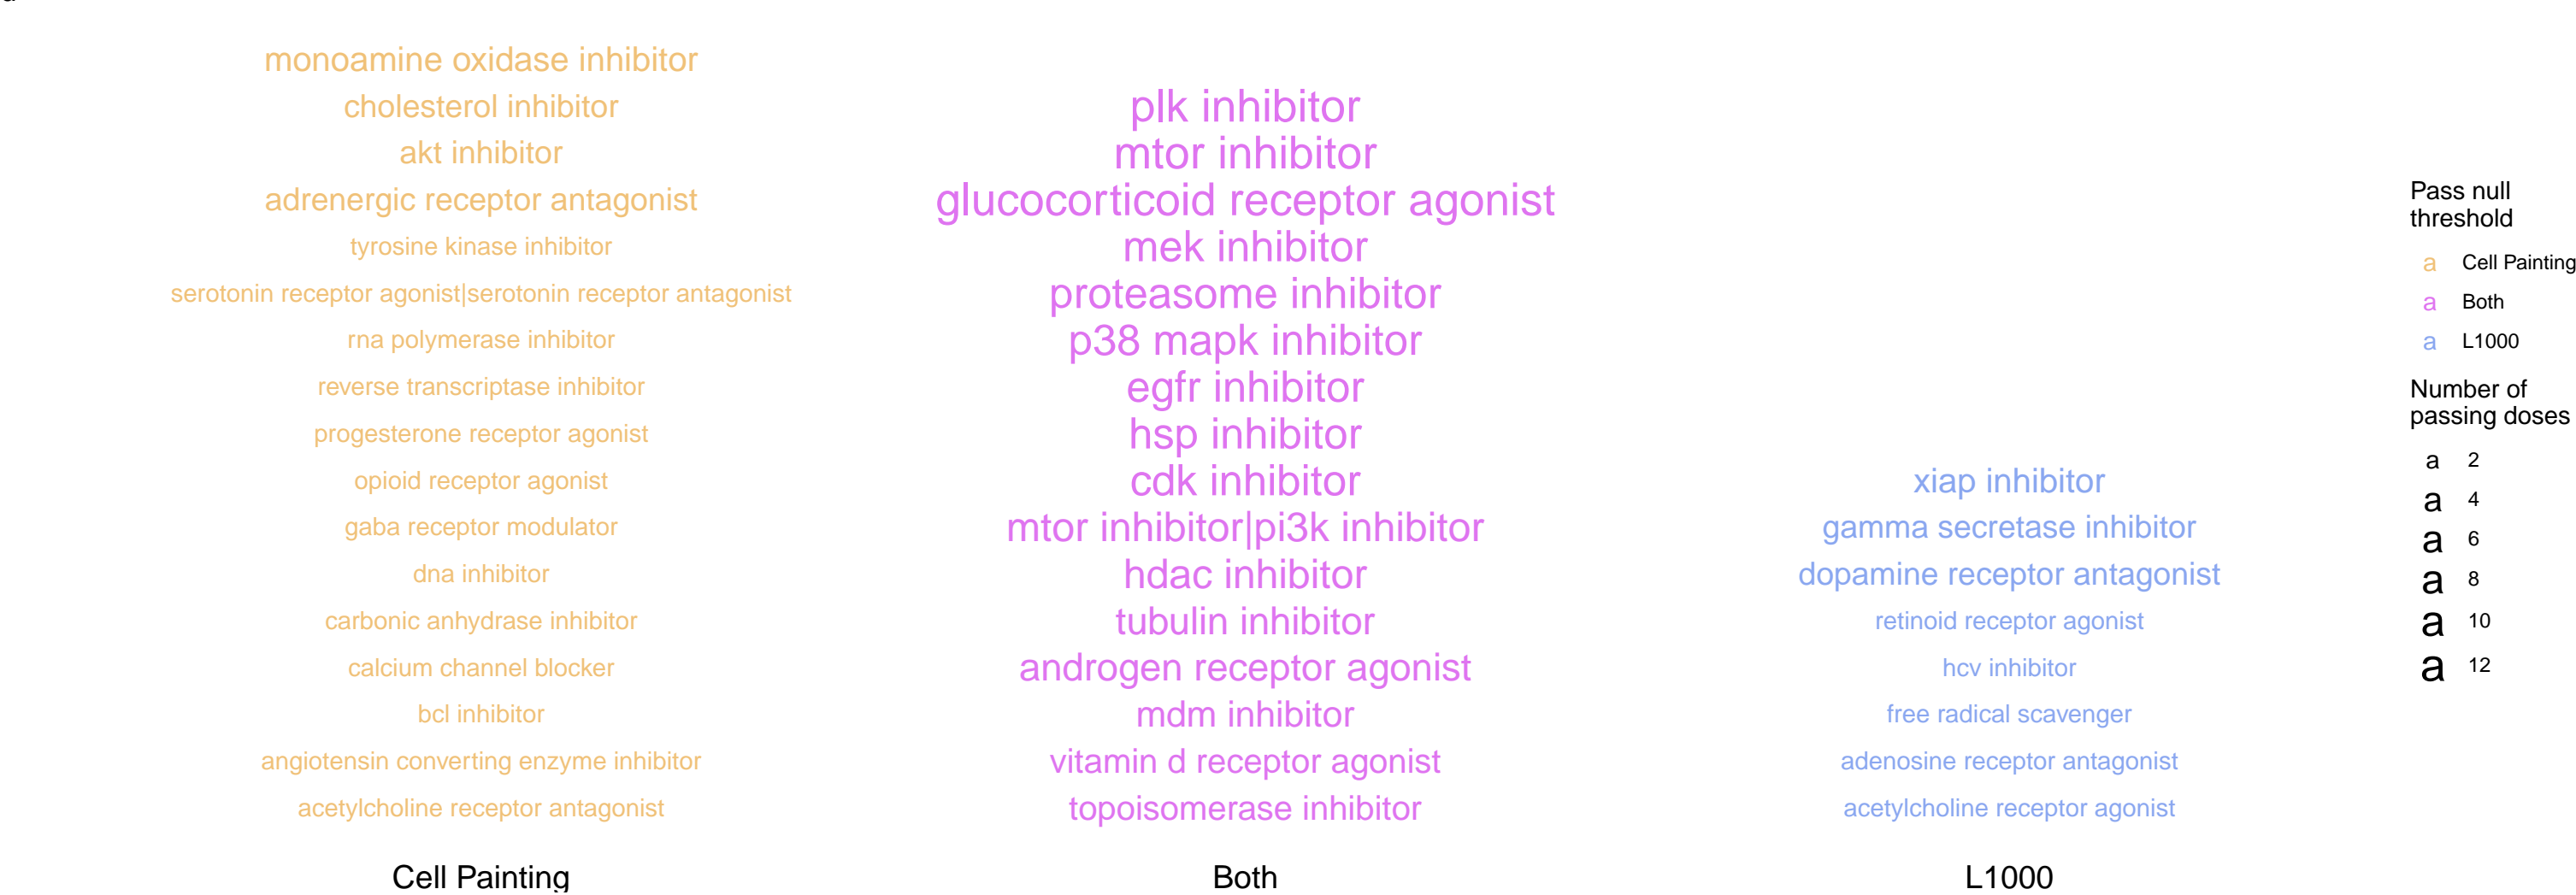 monoamine oxidase inhibitor
cholesterol inhibitor
akt inhibitor
adrenergic receptor antagonist
tyrosine kinase inhibitor
serotonin receptor agonist|serotonin receptor antagonist
rna polymerase inhibitor
reverse transcriptase inhibitor
progesterone receptor agonist
opioid receptor agonist
gaba receptor modulator
dna inhibitor
carbonic anhydrase inhibitor
calcium channel blocker
bcl inhibitor
angiotensin converting enzyme inhibitor
acetylcholine receptor antagonist
Cell Painting
plk inhibitor
mtor inhibitor
glucocorticoid receptor agonist
mek inhibitor
proteasome inhibitor
p38 mapk inhibitor
egfr inhibitor
hsp inhibitor
cdk inhibitor
mtor inhibitor|pi3k inhibitor
hdac inhibitor
tubulin inhibitor
androgen receptor agonist
mdm inhibitor
vitamin d receptor agonist
topoisomerase inhibitor
Both
xiap inhibitor
gamma secretase inhibitor
dopamine receptor antagonist
retinoid receptor agonist
hcv inhibitor
free radical scavenger
adenosine receptor antagonist
acetylcholine receptor agonist
L1000
Pass null
threshold
a Cell Painting
a Both
a L1000
Number of
passing doses
a 2
a 4
a 6
a 8
a 10
a 12